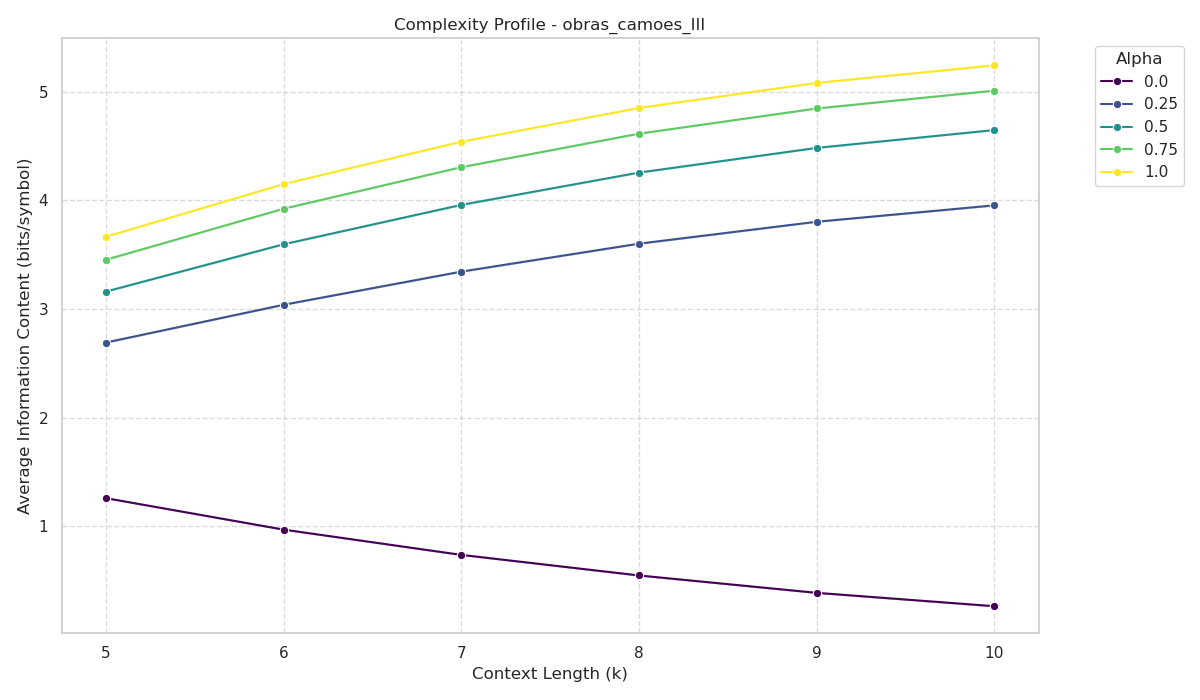 Complexity Profile - obras_camoes_III
Average Information Content (bits/symbol)
5
4
3
2
1
5 6 7 8 9 10
Context Length (k)
Alpha
0.0
0.25
0.5
0.75
1.0